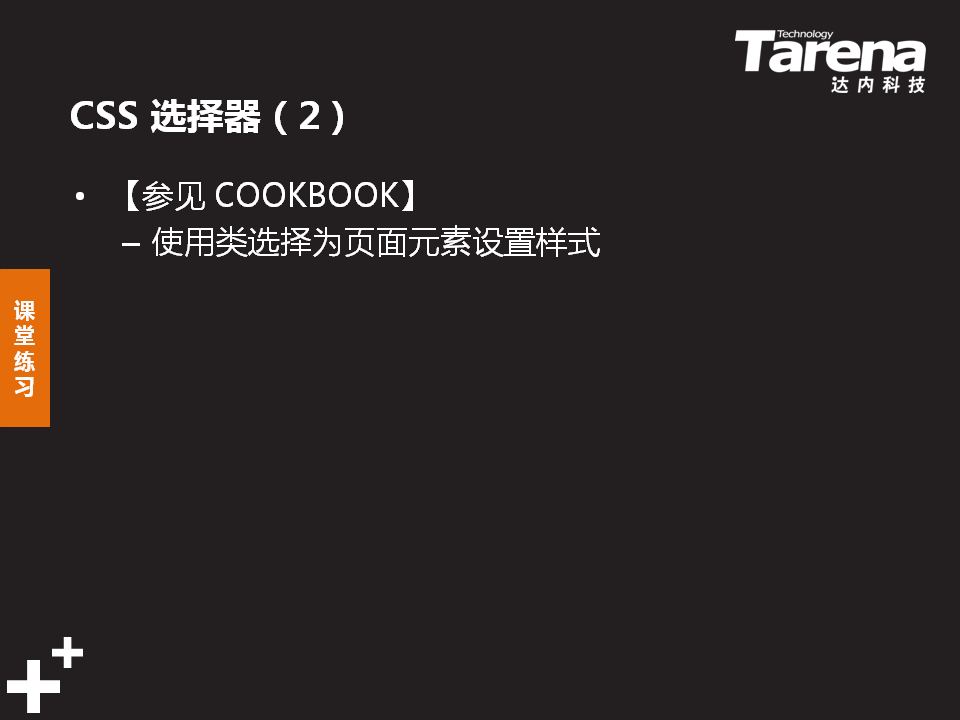 Technology
Tarena
达内科技
CSS 选择器（2）
• 【参见 COOKBOOK】
– 使用类选择为页面元素设置样式
课
堂
练
习